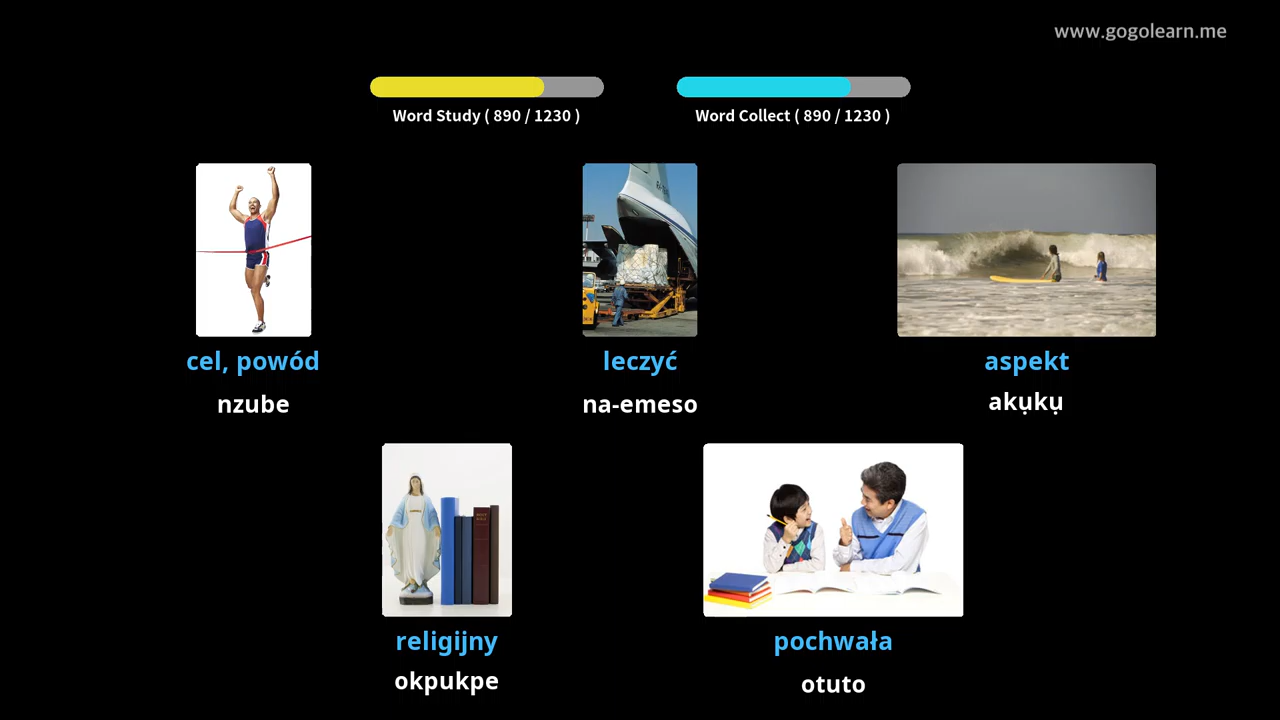 www.gogolearn.me
Word Study ( 890 / 1230 )
Word Collect ( 890 / 1230 )
cel, powód
nzube
leczyć
na-emeso
aspekt
akụkụ
religijny
okpukpe
pochwała
otuto